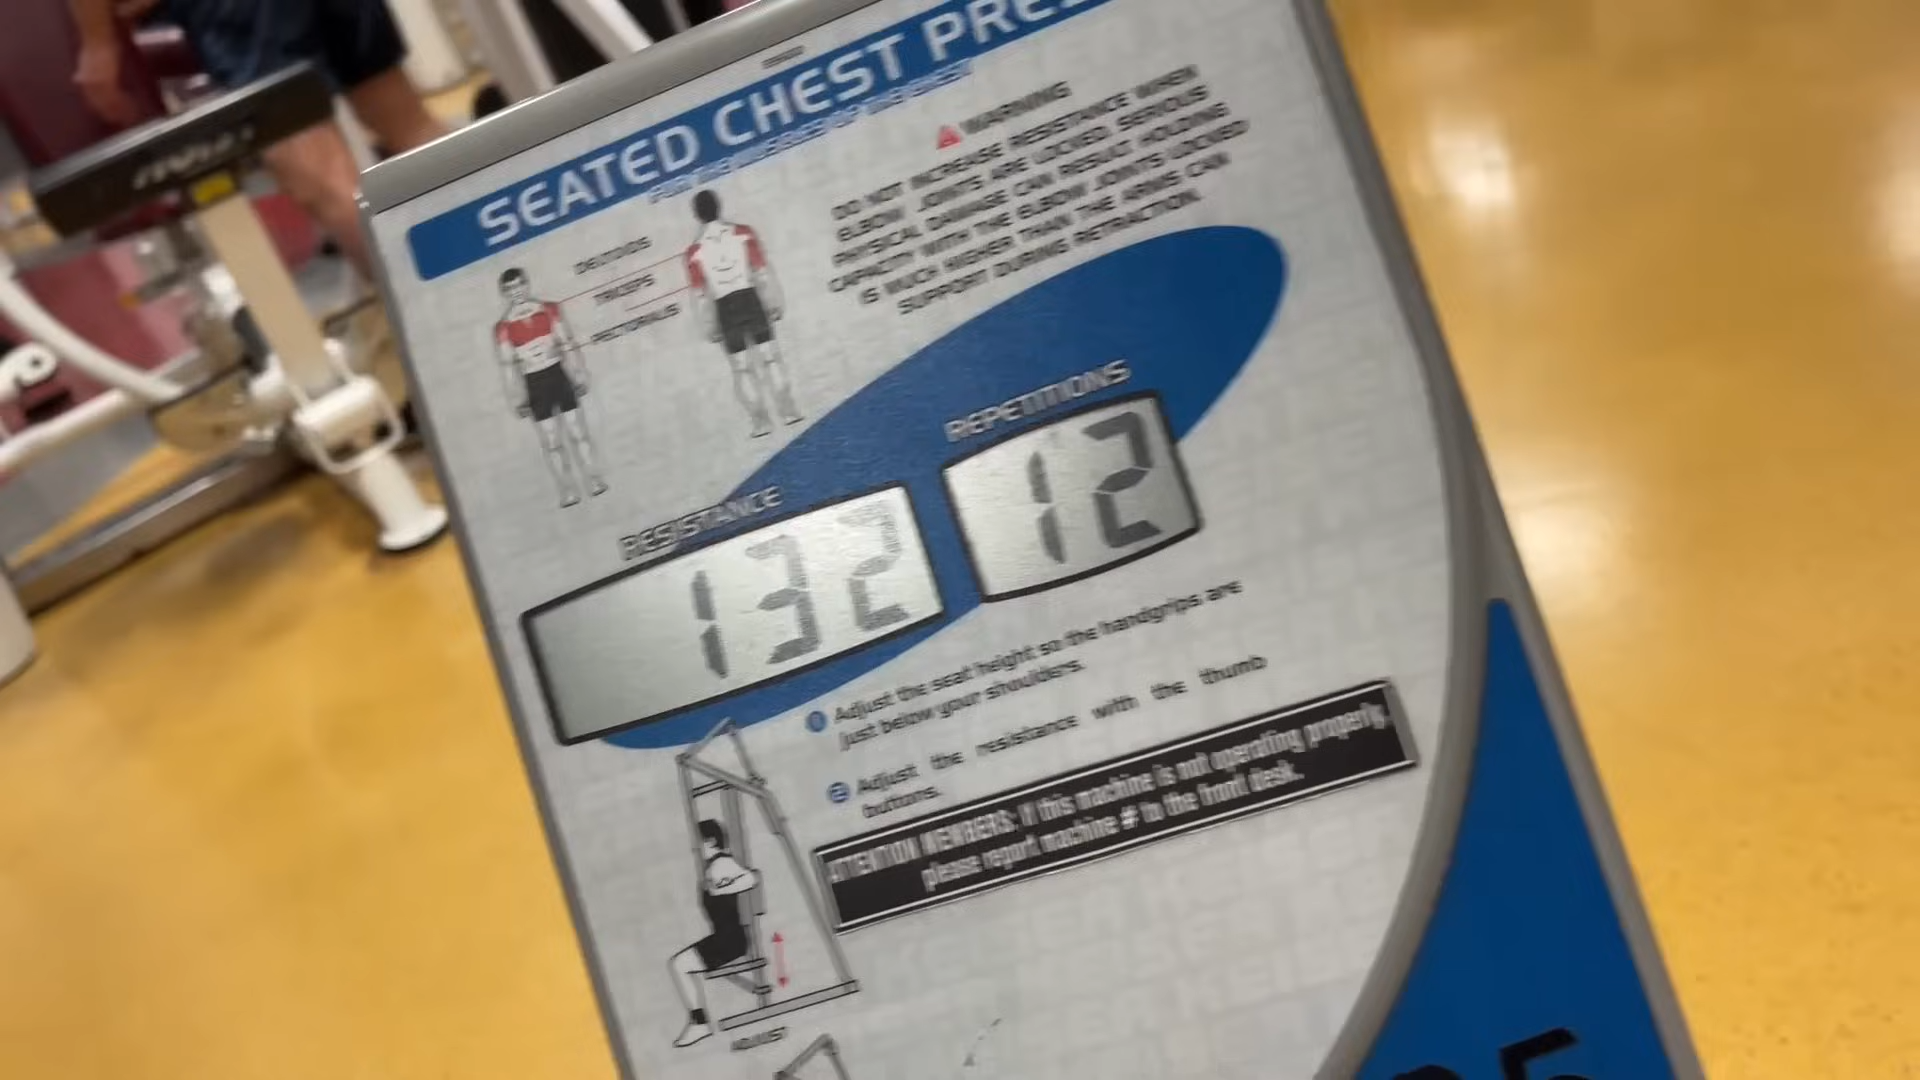 SEATED CHEST PRE
WARNING
DO NOT INCREASE RESISTANCE WHEN
ELBOW JOINTS ARE LOCKED. SERIOUS
PHYSICAL DAMAGE CAN RESULT. HOLDING
CAPACITY WITH THE ELBOW JOINTS LOCKED
IS MUCH HIGHER THAN THE ARMS CAN
SUPPORT DURING RETRACTION.
DELTOIDS
TRICEPS
PECTORALIS
REPETITIONS
12
RESISTANCE
132
1 Adjust the seat height so the handgrips are
just below your shoulders.
2 Adjust the resistance with the thumb
buttons.
ATTENTION MEMBERS: If this machine is not operating properly,
please report machine # to the front desk.
ADJUST
5